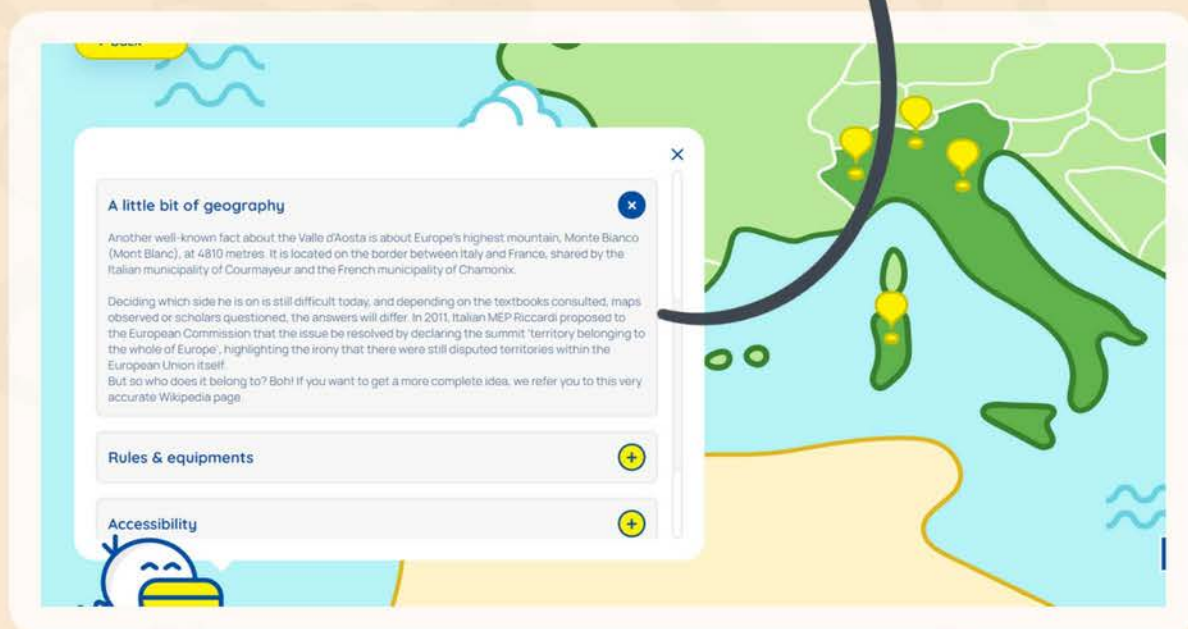 A little bit of geography
Another well-known fact about the Valle d'Aosta is about Europe's highest mountain, Monte Bianco
(Mont Blanc), at 4810 metres. It is located on the border between Italy and France, shared by the
Italian municipality of Courmayeur and the French municipality of Chamonix.
Deciding which side he is on is still difficult today, and depending on the textbooks consulted, maps
observed or scholars questioned, the answers will differ. In 2011, Italian MEP Riccardi proposed to
the European Commission that the issue be resolved by declaring the summit 'territory belonging to
the whole of Europe', highlighting the irony that there were still disputed territories within the
European Union itself.
But so who does it belong to? Boh! If you want to get a more complete idea, we refer you to this very
accurate Wikipedia page.
Rules & equipments
Accessibility